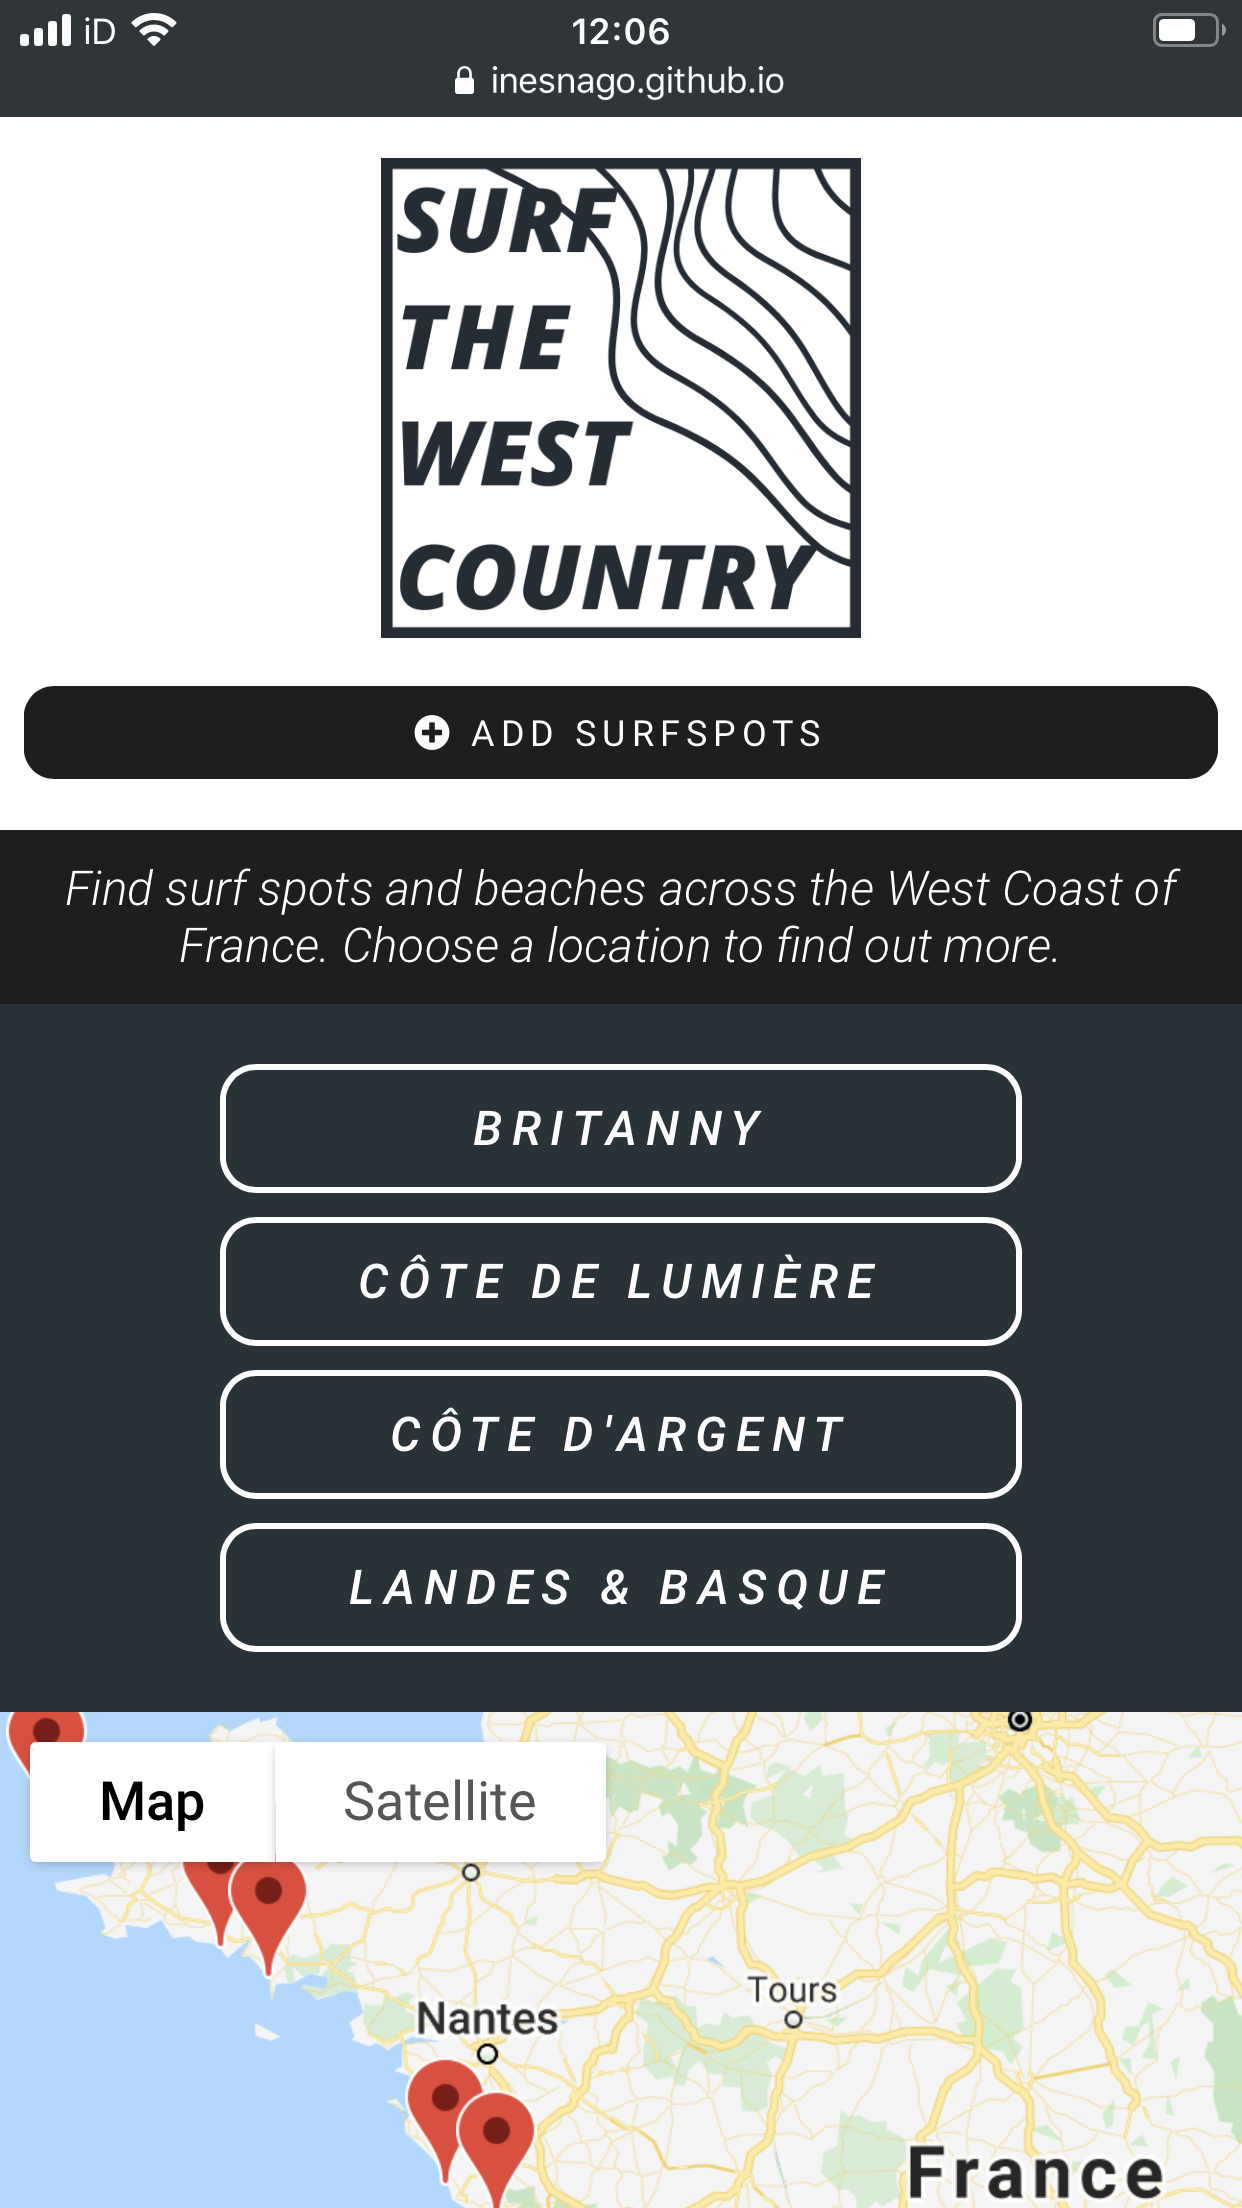 iD
12:06
inesnago.github.io
SURF
THE
WEST
COUNTRY
ADD SURFSPOTS
Find surf spots and beaches across the West Coast of
France. Choose a location to find out more.
BRITANNY
CÔTE DE LUMIÈRE
CÔTE D'ARGENT
LANDES & BASQUE
Map
Satellite
Tours
Nantes
France